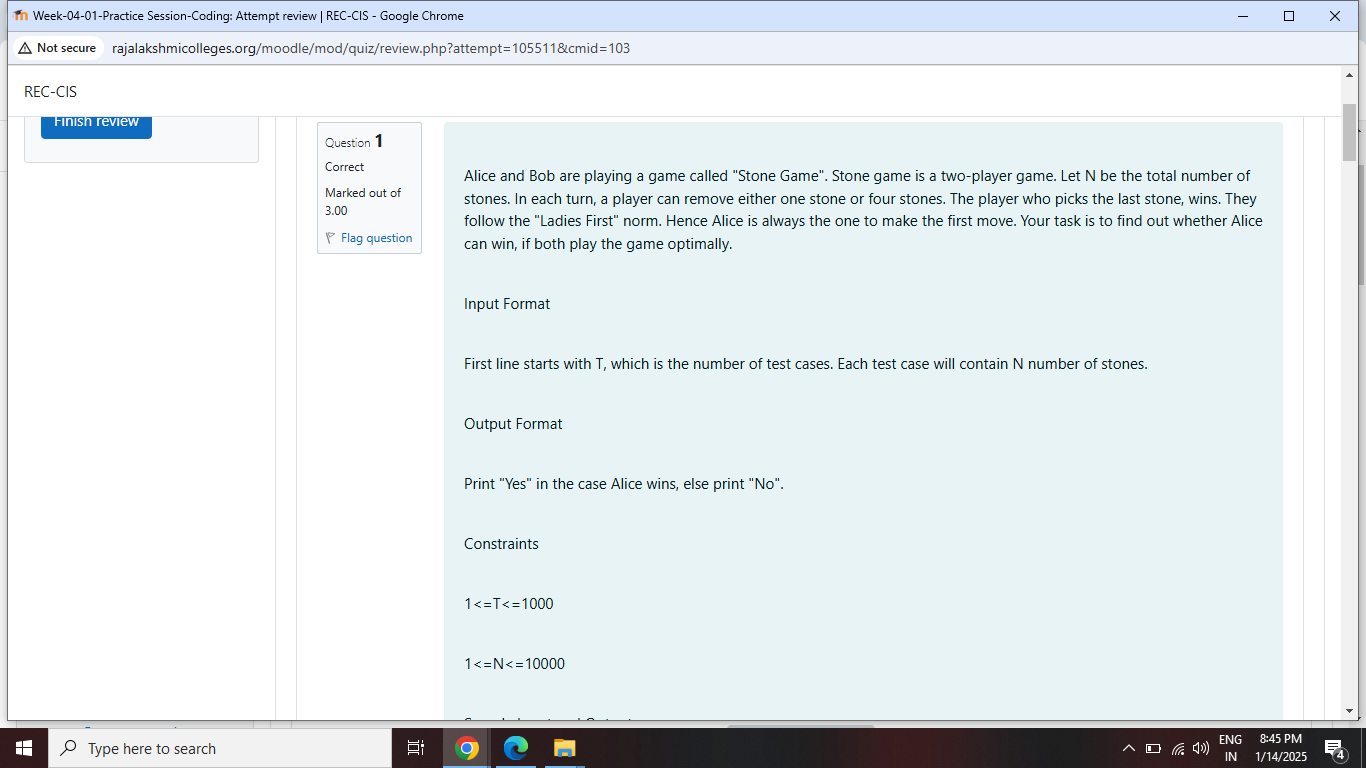 Week-04-01-Practice Session-Coding: Attempt review | REC-CIS - Google Chrome
Not secure rajalakshmicolleges.org/moodle/mod/quiz/review.php?attempt=105511&cmid=103
REC-CIS
Finish review
Question 1
Correct
Marked out of
3.00
Flag question
Alice and Bob are playing a game called "Stone Game". Stone game is a two-player game. Let N be the total number of
stones. In each turn, a player can remove either one stone or four stones. The player who picks the last stone, wins. They
follow the "Ladies First" norm. Hence Alice is always the one to make the first move. Your task is to find out whether Alice
can win, if both play the game optimally.
Input Format
First line starts with T, which is the number of test cases. Each test case will contain N number of stones.
Output Format
Print "Yes" in the case Alice wins, else print "No".
Constraints
1<=T<=1000
1<=N<=10000
Type here to search
ENG
IN
8:45 PM
1/14/2025
4